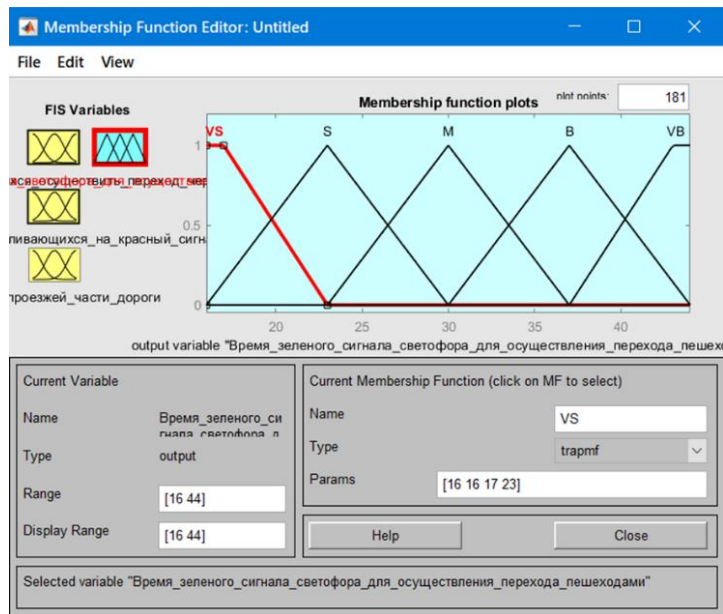 Membership Function Editor: Untitled
File Edit View
FIS Variables
Membership function plots
plot points:
181
VS S M B VB
1
0.5
0
20 25 30 35 40
проезжей_части_дороги
output variable "Время_зеленого_сигнала_светофора_для_осуществления_перехода_пешехо
Current Variable
Name
Время_зеленого_си
гнала_светофора_д
Type
output
Range
[16 44]
Display Range
[16 44]
Current Membership Function (click on MF to select)
Name
VS
Type
trapmf
Params
[16 16 17 23]
Help
Close
Selected variable "Время_зеленого_сигнала_светофора_для_осуществления_перехода_пешеходами"